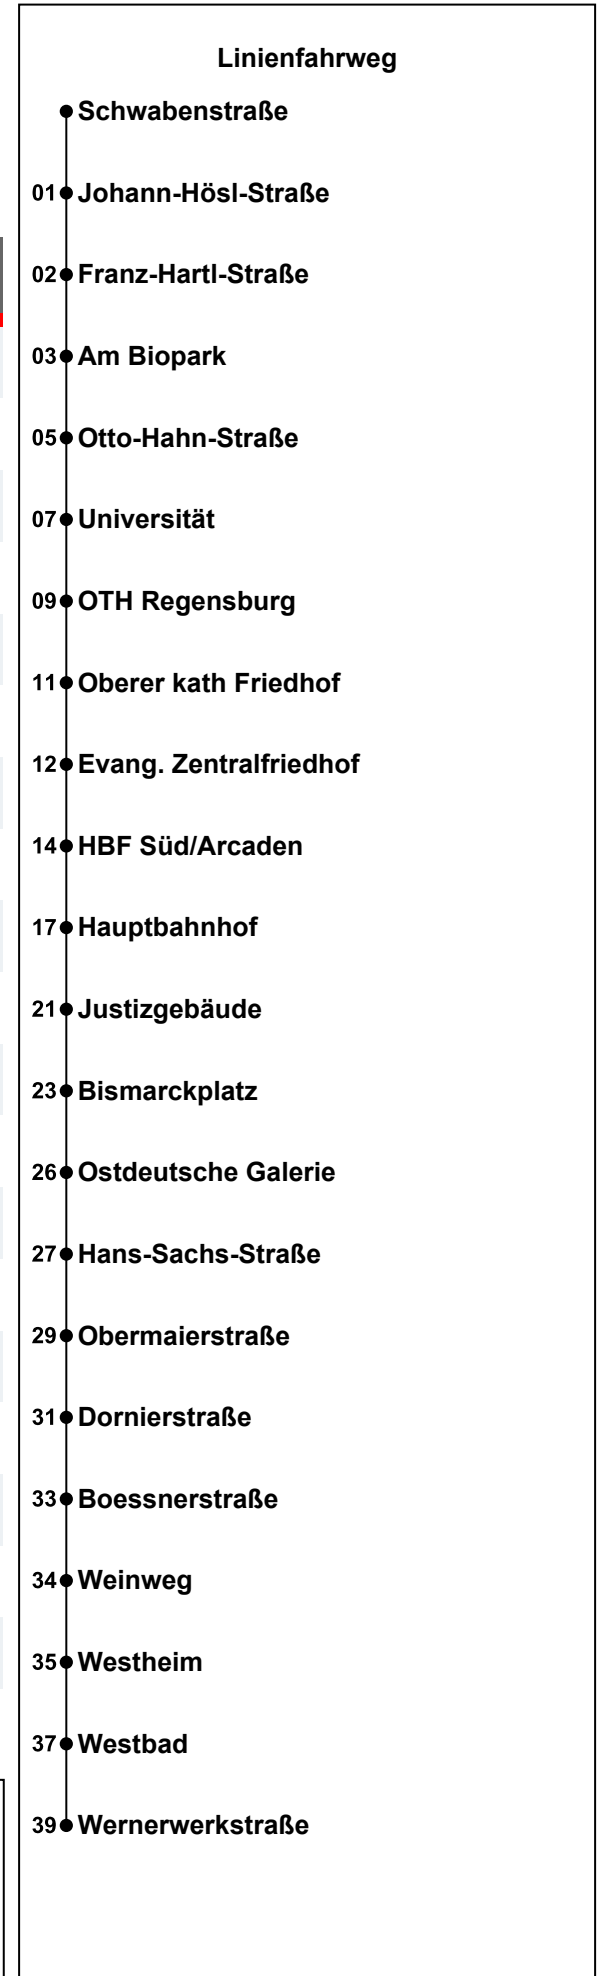 Linienfahrweg
Schwabenstraße
01 Johann-Hösl-Straße
02 Franz-Hartl-Straße
03 Am Biopark
05 Otto-Hahn-Straße
07 Universität
09 OTH Regensburg
11 Oberer kath Friedhof
12 Evang. Zentralfriedhof
14 HBF Süd/Arcaden
17 Hauptbahnhof
21 Justizgebäude
23 Bismarckplatz
26 Ostdeutsche Galerie
27 Hans-Sachs-Straße
29 Obermaierstraße
31 Dornierstraße
33 Boessnerstraße
34 Weinweg
35 Westheim
37 Westbad
39 Wernerwerkstraße